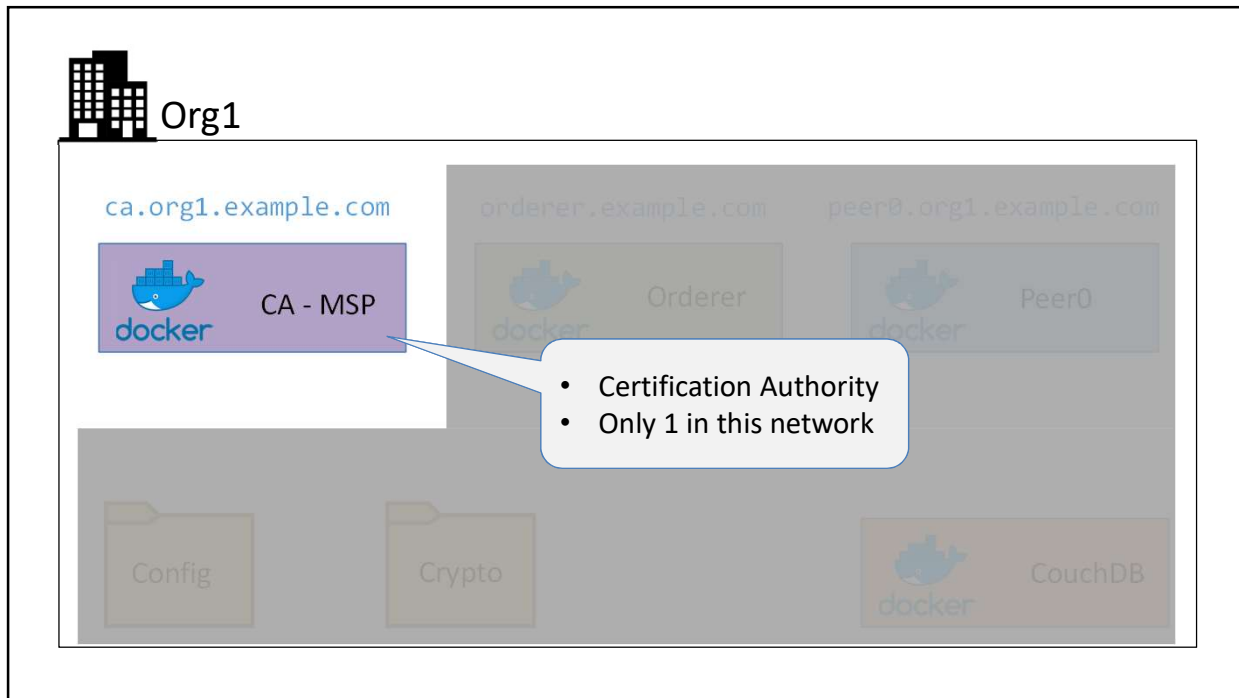 Org1
ca.org1.example.com
orderer.example.com
peer0.org1.example.com
docker
CA - MSP
docker
Orderer
docker
Peer0
• Certification Authority
• Only 1 in this network
Config
Crypto
docker
CouchDB